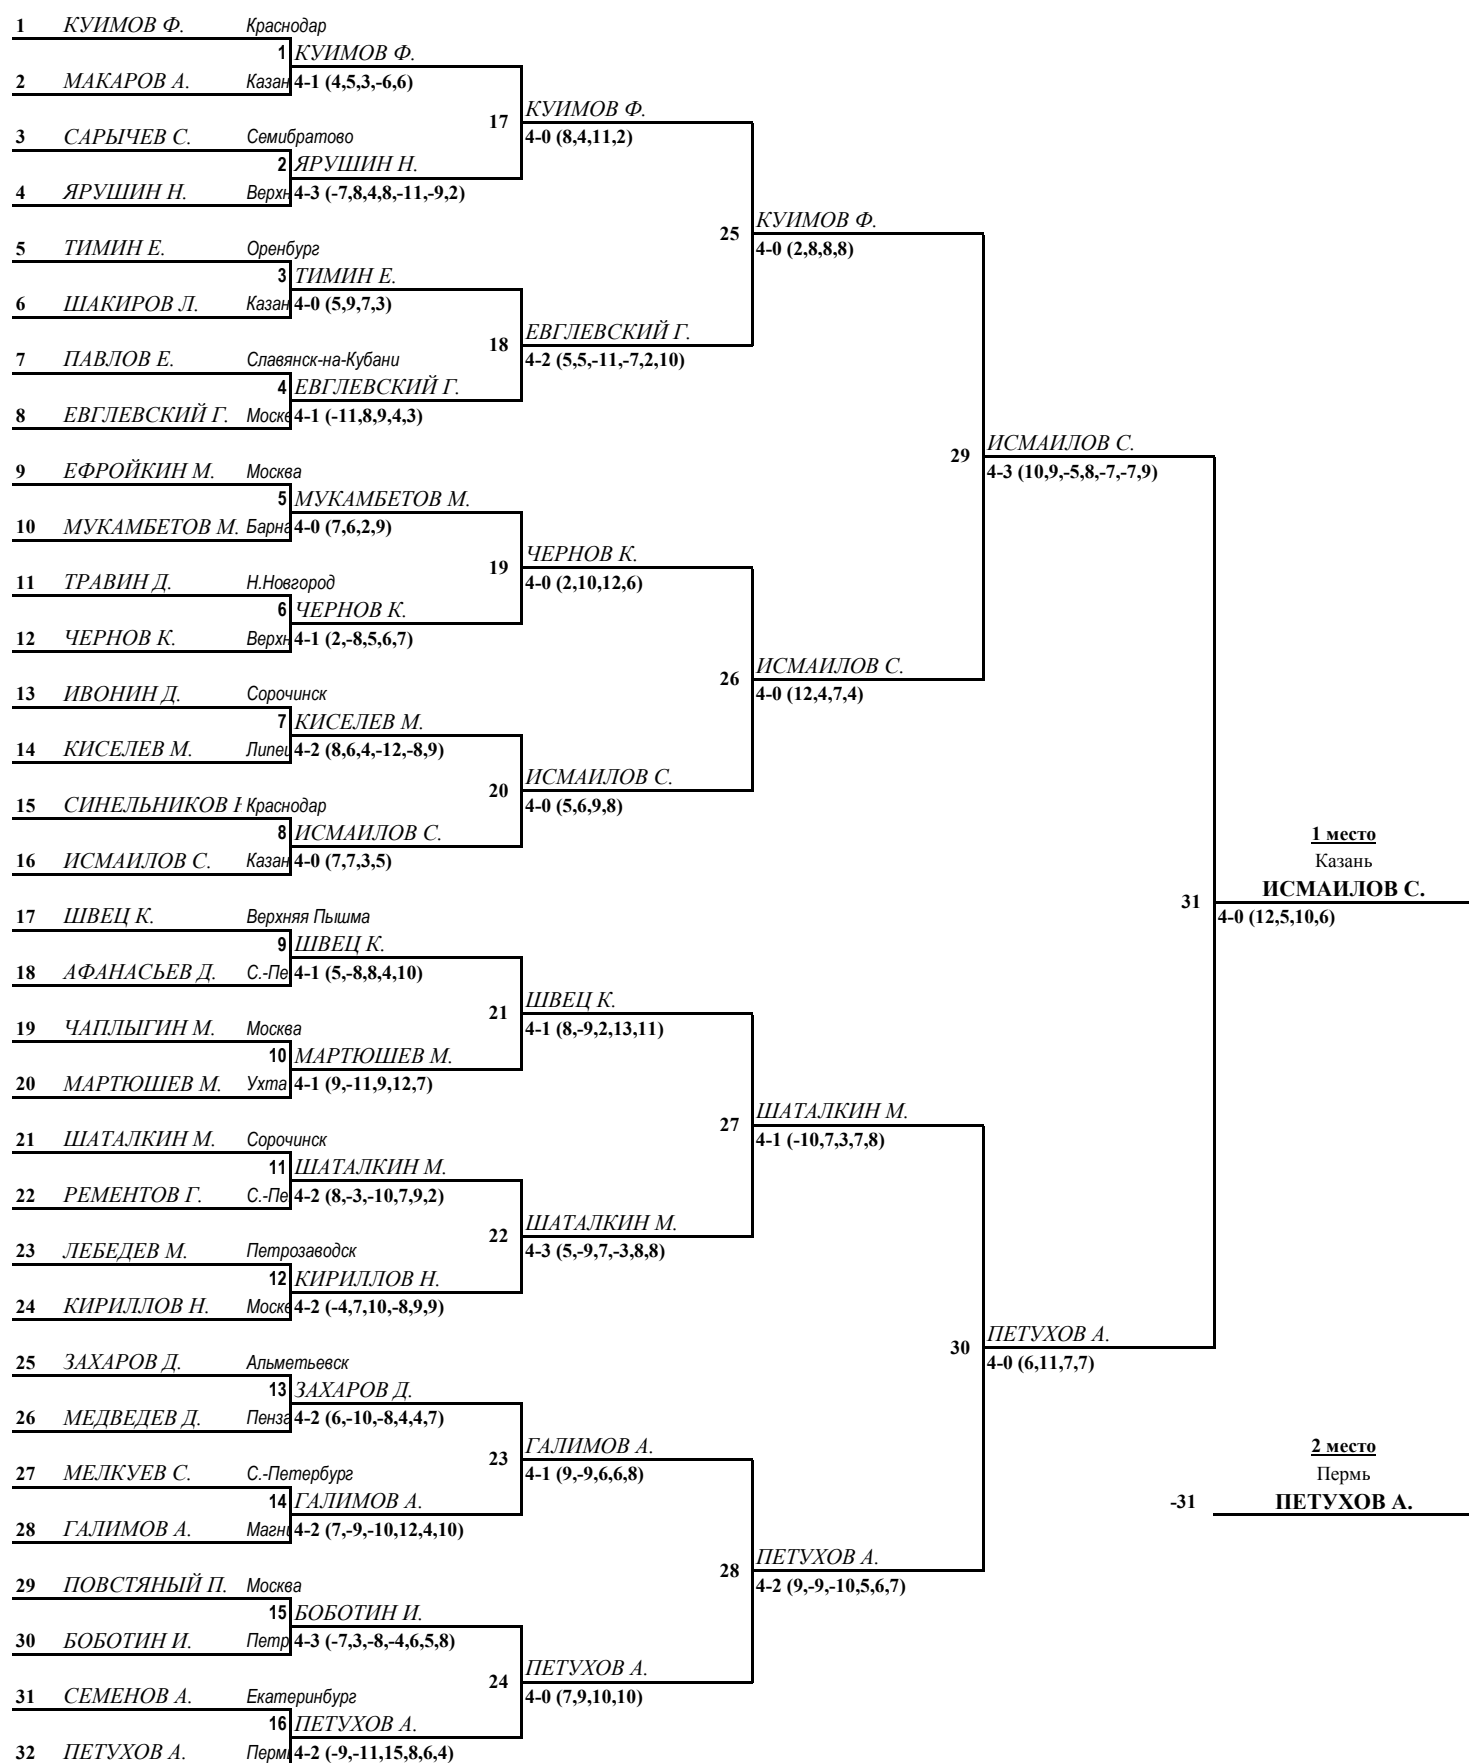 1 КУИМОВ Ф. Краснодар
1 КУИМОВ Ф.
2 МАКАРОВ А. Казан 4-1 (4,5,3,-6,6)
17 КУИМОВ Ф.
4-0 (8,4,11,2)
3 САРЫЧЕВ С. Семибратово
2 ЯРУШИН Н.
4 ЯРУШИН Н. Верхн 4-3 (-7,8,4,8,-11,-9,2)
25 КУИМОВ Ф.
4-0 (2,8,8,8)
5 ТИМИН Е. Оренбург
3 ТИМИН Е.
6 ШАКИРОВ Л. Казан 4-0 (5,9,7,3)
18 ЕВГЛЕВСКИЙ Г.
4-2 (5,5,-11,-7,2,10)
7 ПАВЛОВ Е. Славянск-на-Кубани
4 ЕВГЛЕВСКИЙ Г.
8 ЕВГЛЕВСКИЙ Г. Моск 4-1 (-11,8,9,4,3)
29 ИСМАИЛОВ С.
4-3 (10,9,-5,8,-7,-7,9)
9 ЕФРОЙКИН М. Москва
5 МУКАМБЕТОВ М.
10 МУКАМБЕТОВ М. Барна 4-0 (7,6,2,9)
19 ЧЕРНОВ К.
4-0 (2,10,12,6)
11 ТРАВИН Д. Н.Новгород
6 ЧЕРНОВ К.
12 ЧЕРНОВ К. Верхн 4-1 (2,-8,5,6,7)
26 ИСМАИЛОВ С.
4-0 (12,4,7,4)
13 ИВОНИН Д. Сорочинск
7 КИСЕЛЕВ М.
14 КИСЕЛЕВ М. Липец 4-2 (8,6,4,-12,-8,9)
20 ИСМАИЛОВ С.
4-0 (5,6,9,8)
15 СИНЕЛЬНИКОВ Краснодар
8 ИСМАИЛОВ С.
16 ИСМАИЛОВ С. Казан 4-0 (7,7,3,5)
1 место
Казань
31 ИСМАИЛОВ С.
4-0 (12,5,10,6)
17 ШВЕЦ К. Верхняя Пышма
9 ШВЕЦ К.
18 АФАНАСЬЕВ Д. С.-Пе 4-1 (5,-8,8,4,10)
21 ШВЕЦ К.
4-1 (8,-9,2,13,11)
19 ЧАПЛЫГИН М. Москва
10 МАРТЮШЕВ М.
20 МАРТЮШЕВ М. Ухта 4-1 (9,-11,9,12,7)
27 ШАТАЛКИН М.
4-1 (-10,7,3,7,8)
21 ШАТАЛКИН М. Сорочинск
11 ШАТАЛКИН М.
22 РЕМЕНТОВ Г. С.-Пе 4-2 (8,-3,-10,7,9,2)
22 ШАТАЛКИН М.
4-3 (5,-9,7,-3,8,8)
23 ЛЕБЕДЕВ М. Петрозаводск
12 КИРИЛЛОВ Н.
24 КИРИЛЛОВ Н. Моск 4-2 (-4,7,10,-8,9,9)
30 ПЕТУХОВ А.
4-0 (6,11,7,7)
25 ЗАХАРОВ Д. Альметьевск
13 ЗАХАРОВ Д.
26 МЕДВЕДЕВ Д. Пенза 4-2 (6,-10,-8,4,4,7)
23 ГАЛИМОВ А.
4-1 (9,-9,6,6,8)
27 МЕЛКУЕВ С. С.-Петербург
14 ГАЛИМОВ А.
28 ГАЛИМОВ А. Магни 4-2 (7,-9,-10,12,4,10)
2 место
Пермь
-31 ПЕТУХОВ А.
28 ПЕТУХОВ А.
4-2 (9,-9,-10,5,6,7)
29 ПОВСТЯНЫЙ П. Москва
15 БОБОТИН И.
30 БОБОТИН И. Петр 4-3 (-7,3,-8,-4,6,5,8)
24 ПЕТУХОВ А.
4-0 (7,9,10,10)
31 СЕМЕНОВ А. Екатеринбург
16 ПЕТУХОВ А.
32 ПЕТУХОВ А. Перм 4-2 (-9,-11,15,8,6,4)